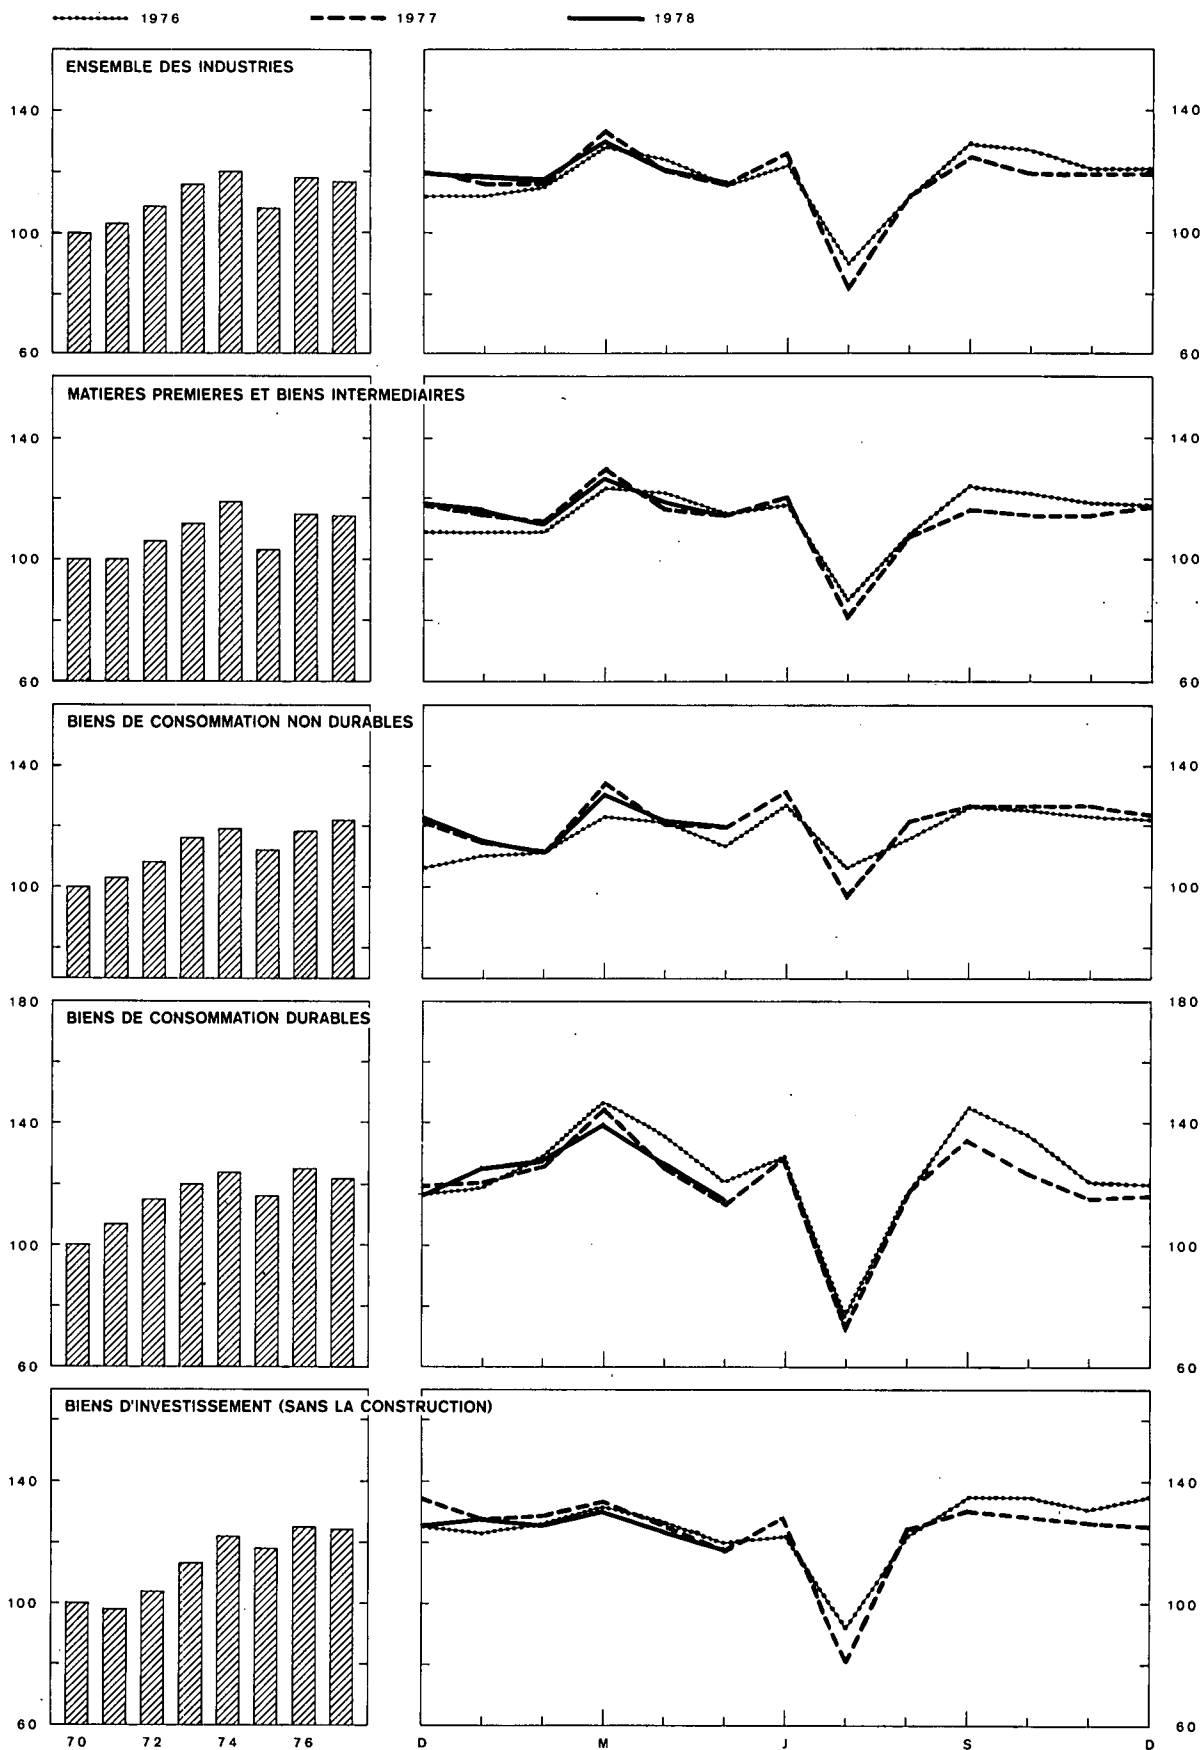 1976 1977 1978
ENSEMBLE DES INDUSTRIES
140 140
100 100
60 60
MATIERES PREMIERES ET BIENS INTERMEDIAIRES
140 140
100 100
60 60
BIENS DE CONSOMMATION NON DURABLES
140 140
100 100
180 180
BIENS DE CONSOMMATION DURABLES
140 140
100 100
60 60
BIENS D'INVESTISSEMENT (SANS LA CONSTRUCTION)
140 140
100 100
60 60
70 72 74 76 D M J S D